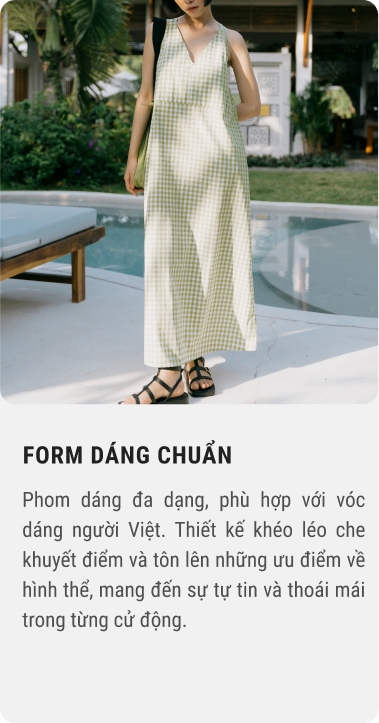 FORM DÁNG CHUẨN
Phom dáng đa dạng, phù hợp với vóc
dáng người Việt. Thiết kế khéo léo che
khuyết điểm và tôn lên những ưu điểm về
hình thể, mang đến sự tự tin và thoái mái
trong từng cử động.